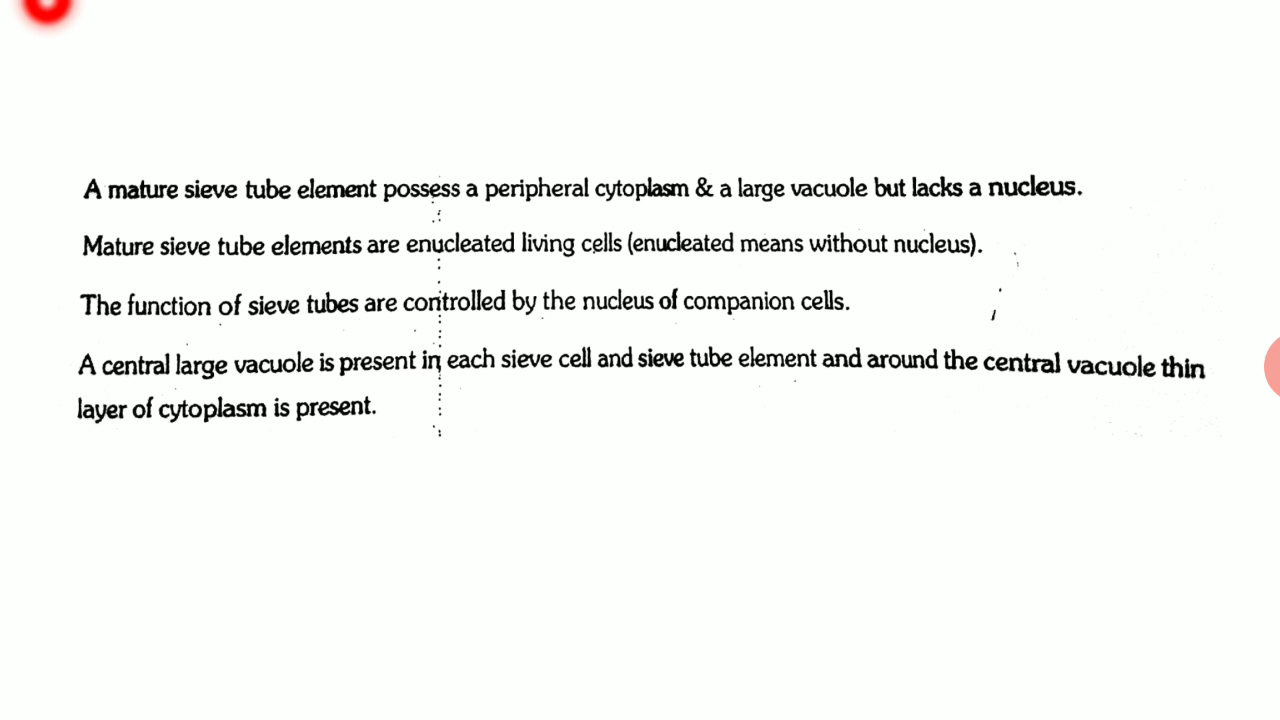 A mature sieve tube element possess a peripheral cytoplasm & a large vacuole but lacks a nucleus.
Mature sieve tube elements are enucleated living cells (enucleated means without nucleus).
The function of sieve tubes are controlled by the nucleus of companion cells.
A central large vacuole is present in each sieve cell and sieve tube element and around the central vacuole thin
layer of cytoplasm is present.